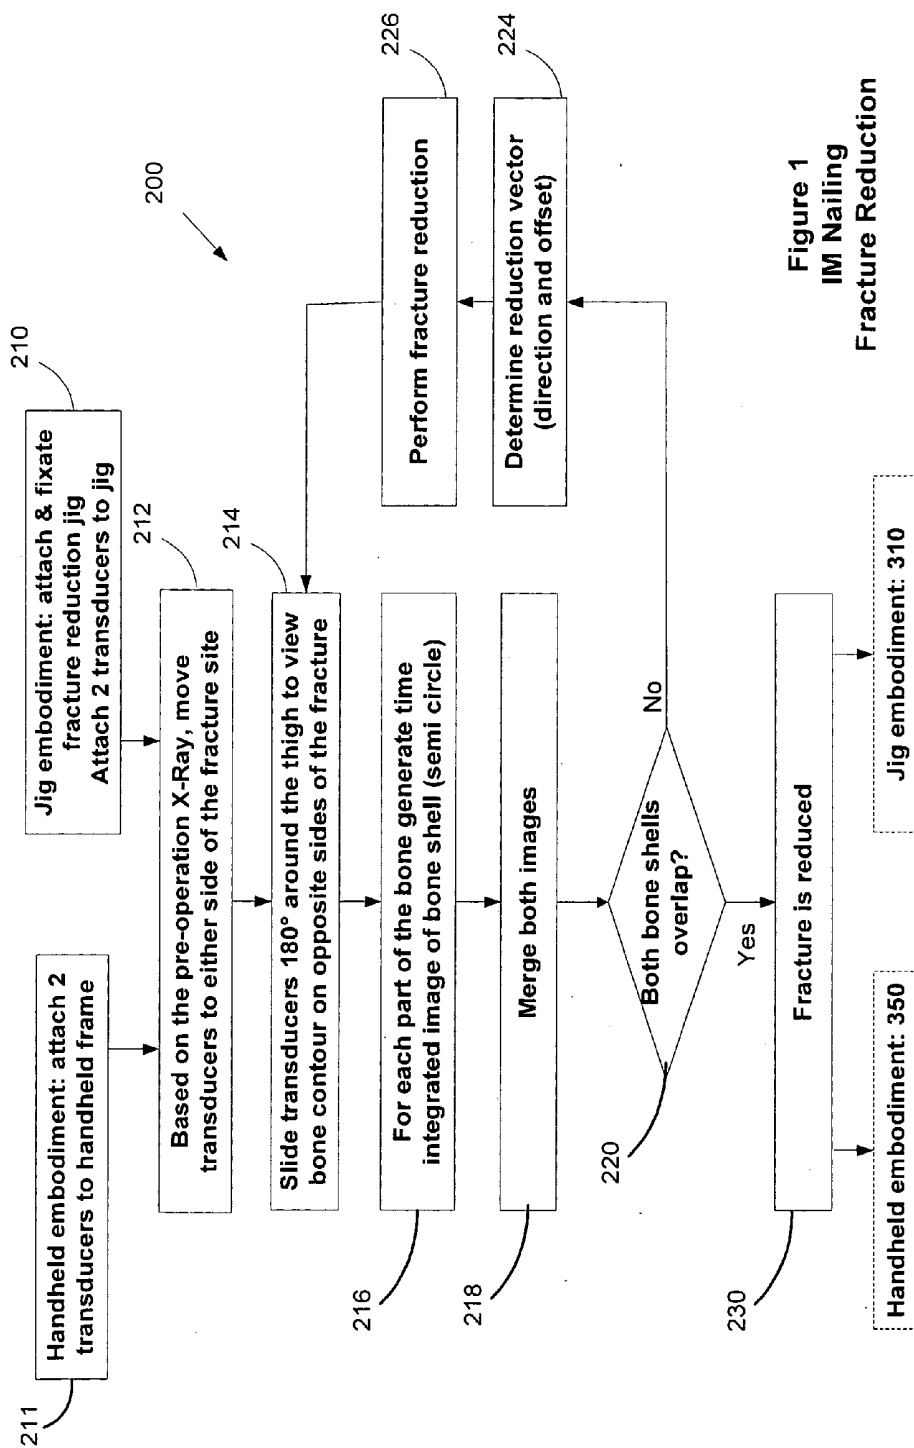 200
211
Handheld embodiment: attach 2
transducers to handheld frame
210
Jig embodiment: attach & fixate
fracture reduction jig
Attach 2 transducers to jig
212
Based on the pre-operation X-Ray, move
transducers to either side of the fracture site
214
Slide transducers 180° around the thigh to view
bone contour on opposite sides of the fracture
216
For each part of the bone generate time
integrated image of bone shell (semi circle)
218
Merge both images
220
Both bone shells
overlap?
No
Yes
226
Perform fracture reduction
224
Determine reduction vector
(direction and offset)
230
Fracture is reduced
Handheld embodiment: 350
Jig embodiment: 310
Figure 1
IM Nailing
Fracture Reduction